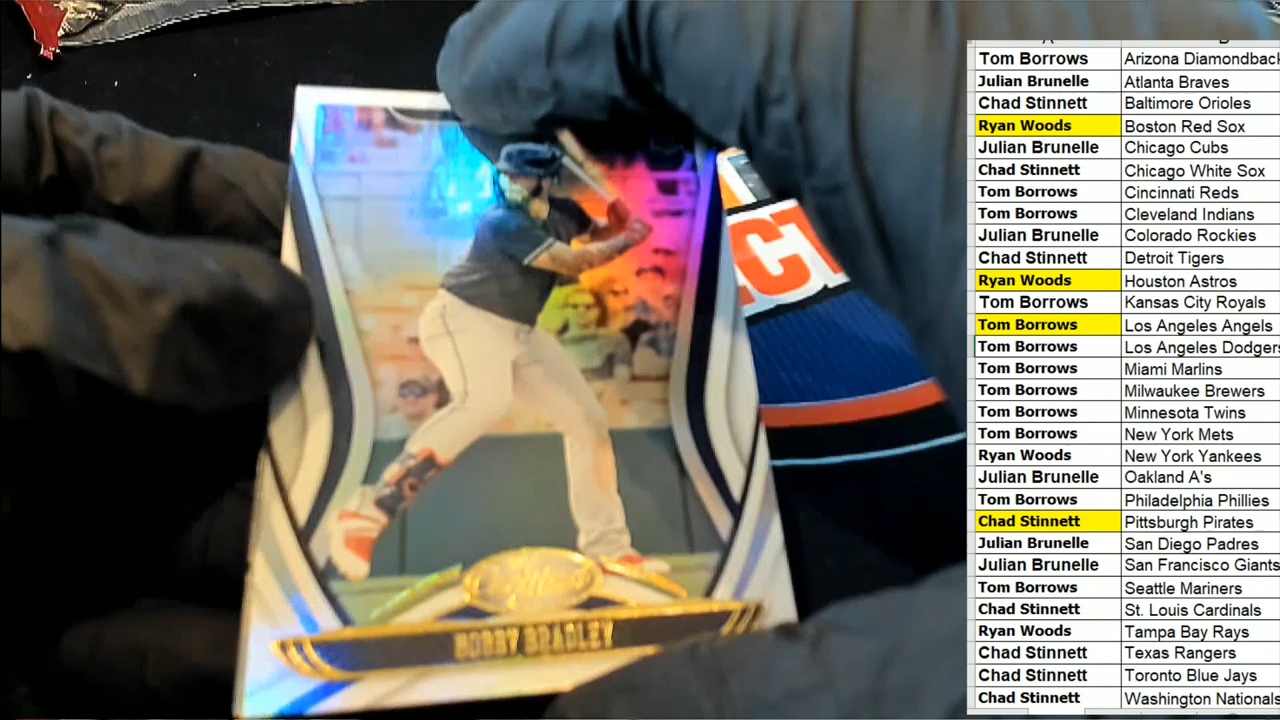 CT
BOBBY BRADLEY
Tom Borrows Arizona Diamondback
Julian Brunelle Atlanta Braves
Chad Stinnett Baltimore Orioles
Ryan Woods Boston Red Sox
Julian Brunelle Chicago Cubs
Chad Stinnett Chicago White Sox
Tom Borrows Cincinnati Reds
Tom Borrows Cleveland Indians
Julian Brunelle Colorado Rockies
Chad Stinnett Detroit Tigers
Ryan Woods Houston Astros
Tom Borrows Kansas City Royals
Tom Borrows Los Angeles Angels
Tom Borrows Los Angeles Dodgers
Tom Borrows Miami Marlins
Tom Borrows Milwaukee Brewers
Tom Borrows Minnesota Twins
Tom Borrows New York Mets
Ryan Woods New York Yankees
Julian Brunelle Oakland A's
Tom Borrows Philadelphia Phillies
Chad Stinnett Pittsburgh Pirates
Julian Brunelle San Diego Padres
Julian Brunelle San Francisco Giants
Tom Borrows Seattle Mariners
Chad Stinnett St. Louis Cardinals
Ryan Woods Tampa Bay Rays
Chad Stinnett Texas Rangers
Chad Stinnett Toronto Blue Jays
Chad Stinnett Washington Nationals